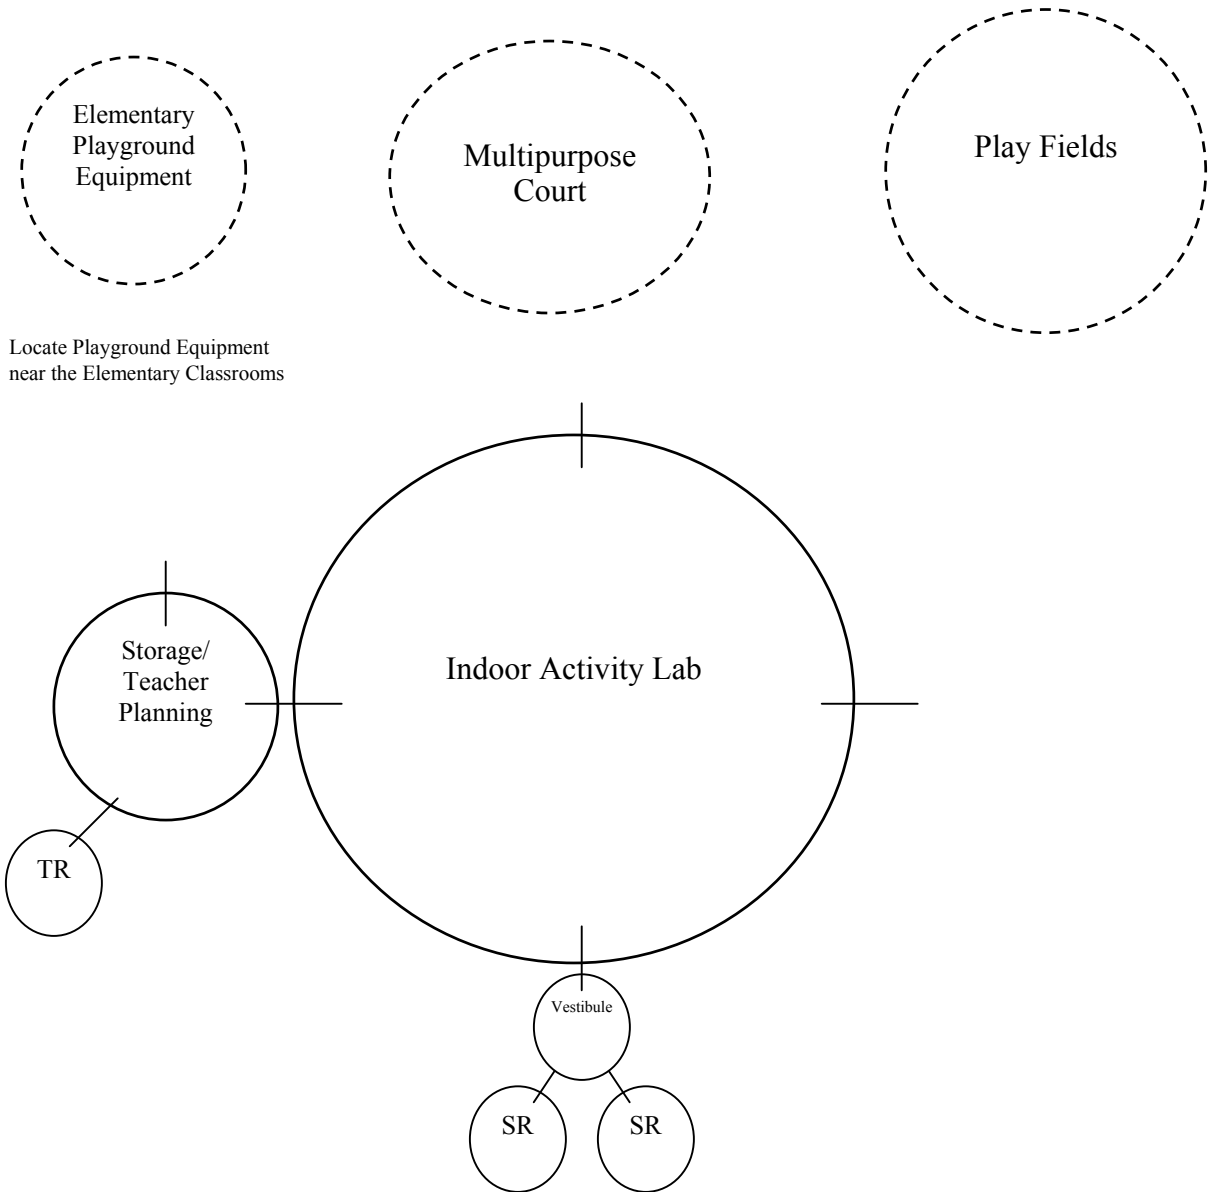 Elementary
Playground
Equipment
Multipurpose
Court
Play Fields
Locate Playground Equipment
near the Elementary Classrooms
Storage/
Teacher
Planning
Indoor Activity Lab
TR
Vestibule
SR
SR